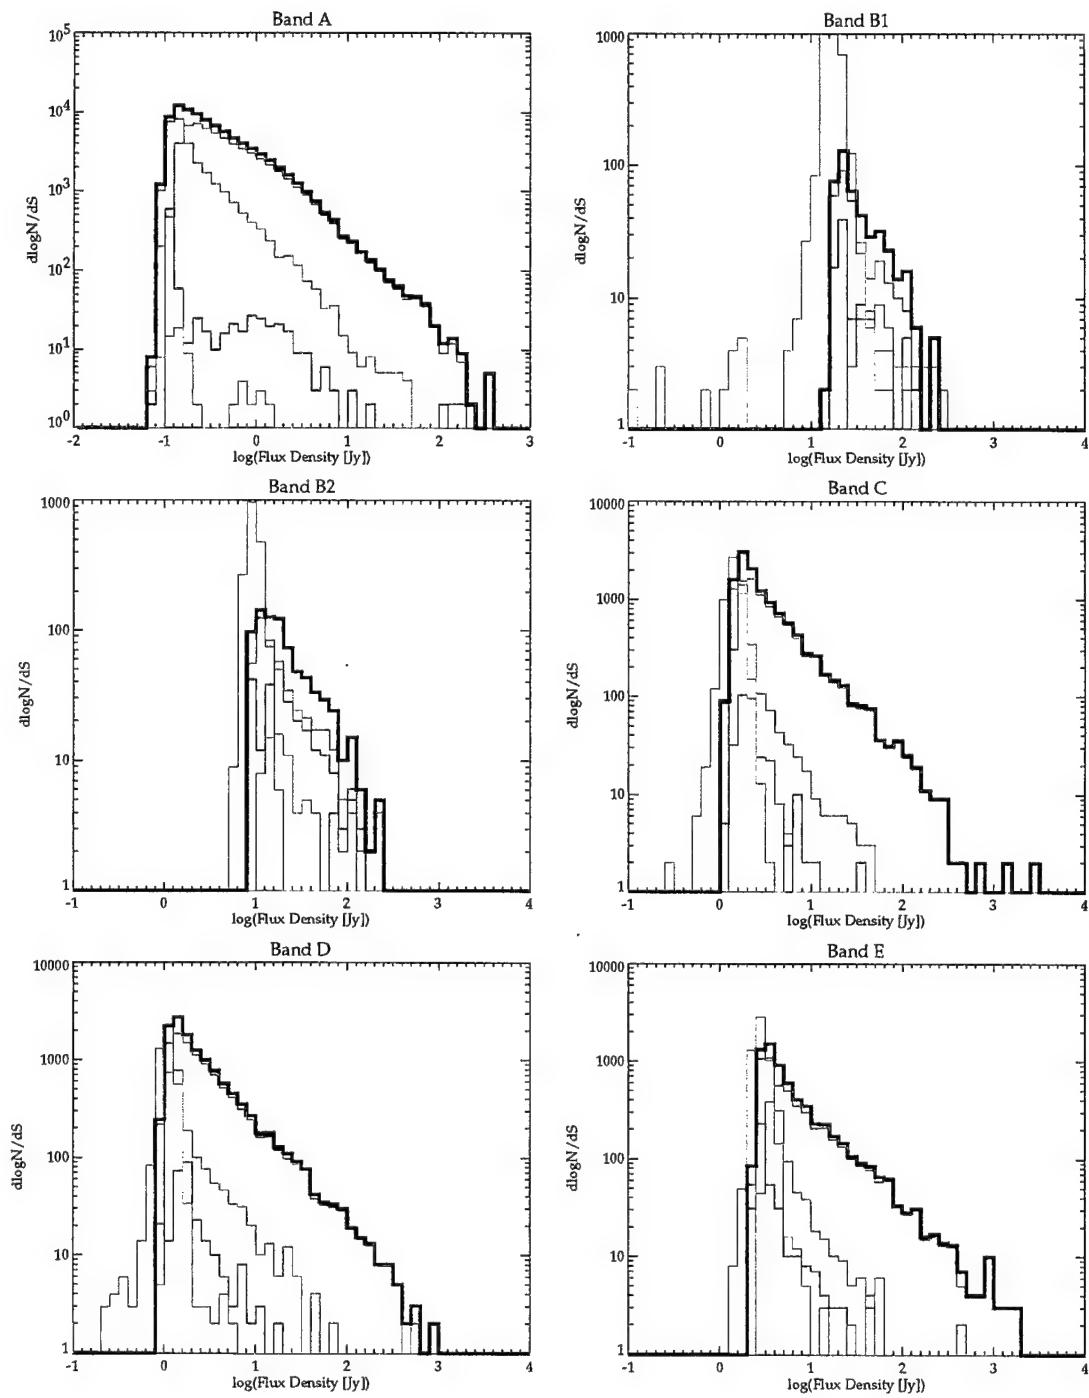 Band A
10^5
10^4
10^3
10^2
10^1
10^0
dlogN/dS
-2 -1 0 1 2 3
log(Flux Density [Jy])
Band B1
1000
100
10
1
dlogN/dS
-1 0 1 2 3 4
log(Flux Density [Jy])
Band B2
1000
100
10
1
dlogN/dS
-1 0 1 2 3 4
log(Flux Density [Jy])
Band C
10000
1000
100
10
1
dlogN/dS
-1 0 1 2 3 4
log(Flux Density [Jy])
Band D
10000
1000
100
10
1
dlogN/dS
-1 0 1 2 3 4
log(Flux Density [Jy])
Band E
10000
1000
100
10
1
dlogN/dS
-1 0 1 2 3 4
log(Flux Density [Jy])